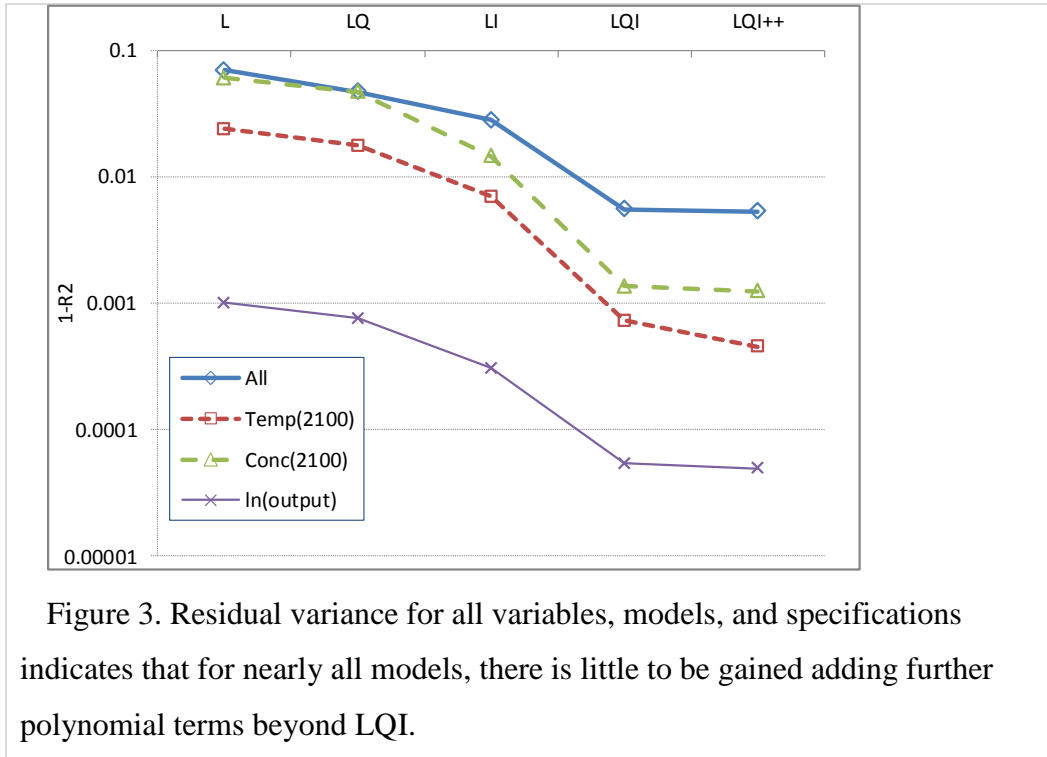 L LQ LI LQI LQI++
0.1
0.01
0.001
0.0001
0.00001
1-R2
All
Temp(2100)
Conc(2100)
ln(output)
Figure 3. Residual variance for all variables, models, and specifications
indicates that for nearly all models, there is little to be gained adding further
polynomial terms beyond LQI.